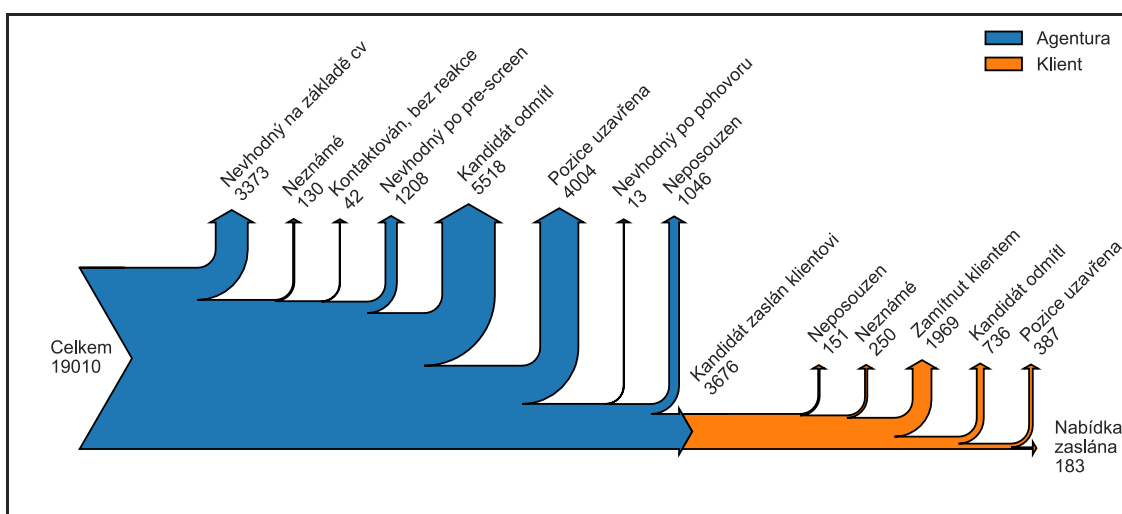 Agentura
Klient
Nevhodný na základě cv
3373
Neznámé
130
Kontaktován, bez reakce
42
Nevhodný po pre-screen
1208
Kandidát odmítl
5518
Pozice uzavřena
4004
Nevhodný po pohovoru
13
Neposouzen
1046
Celkem
19010
Kandidát zaslán klientovi
3676
Neposouzen
151
Neznámé
250
Zamítnut klientem
1969
Kandidát odmítl
736
Pozice uzavřena
387
Nabídka
zaslána
183